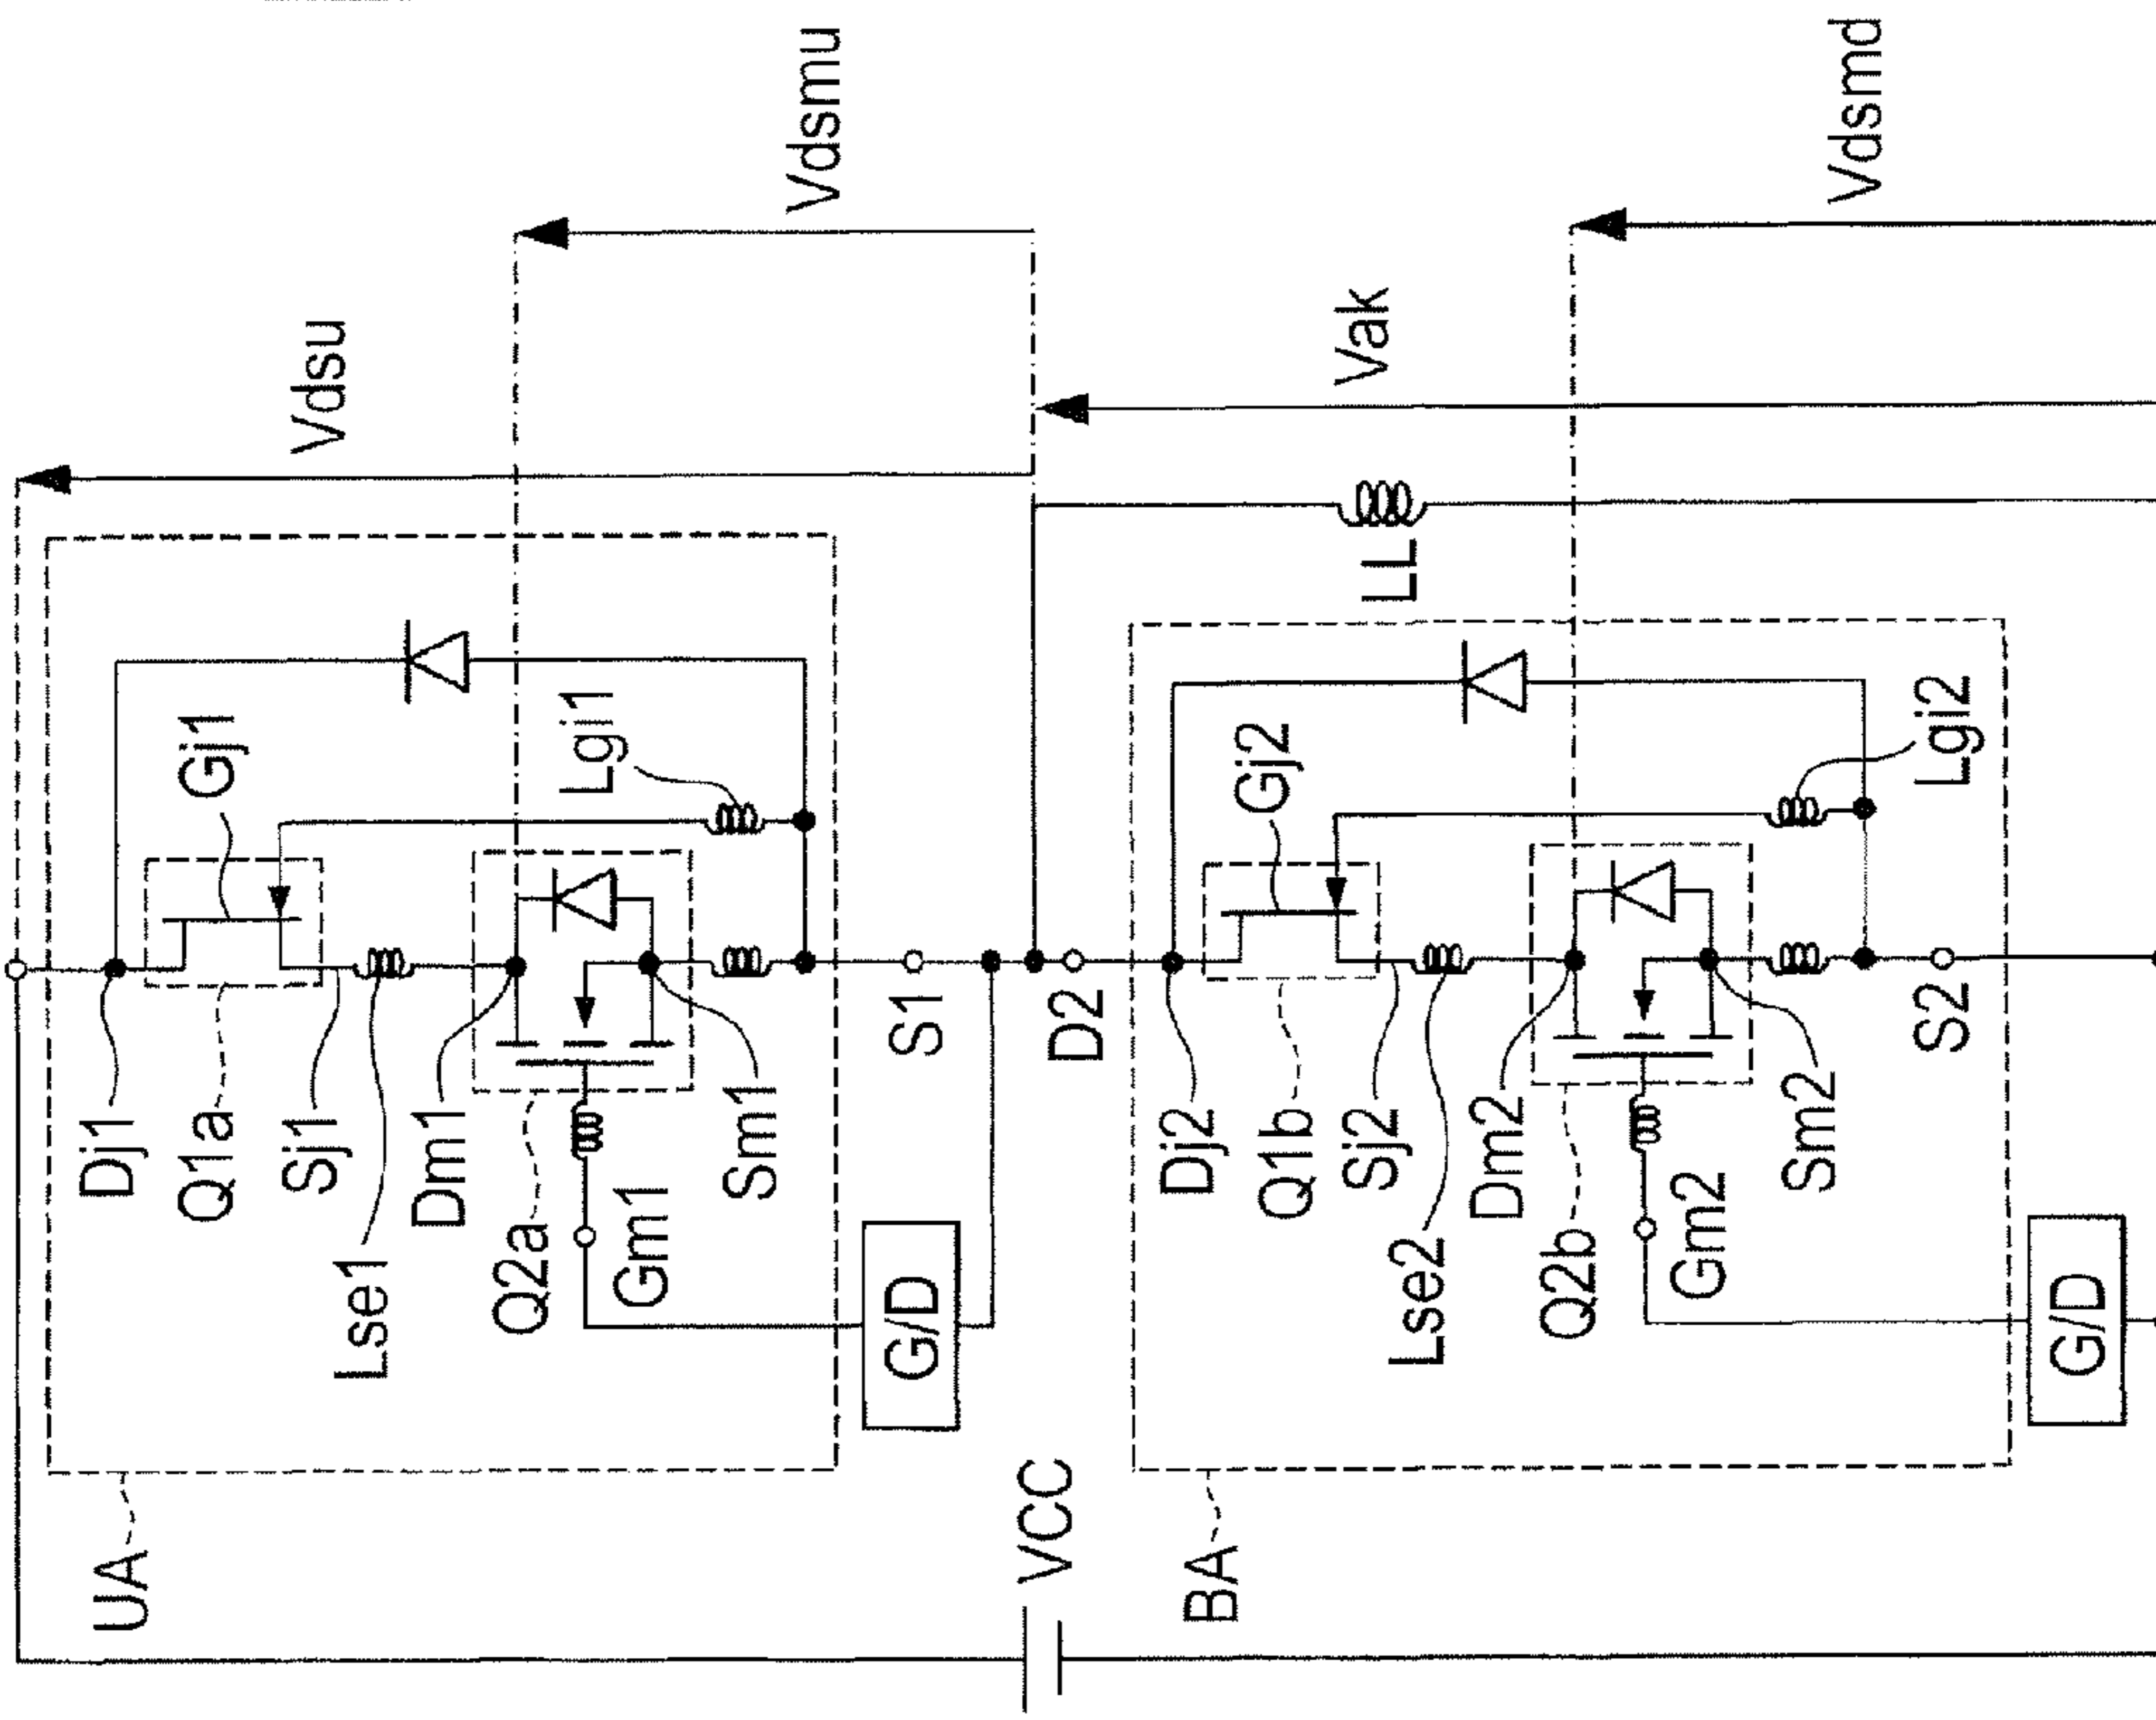 Vdsmu
Vdsmd
Vdsu
Vak
LL
Gj1
Lgi1
Gj2
Lgi2
S1
D2
S2
Dj1
Q1a
Sj1
Lse1
Dm1
Q2a
Gm1
Sm1
G/D
Dj2
Q1b
Sj2
Lse2
Dm2
Q2b
Gm2
Sm2
G/D
UA
VCC
BA